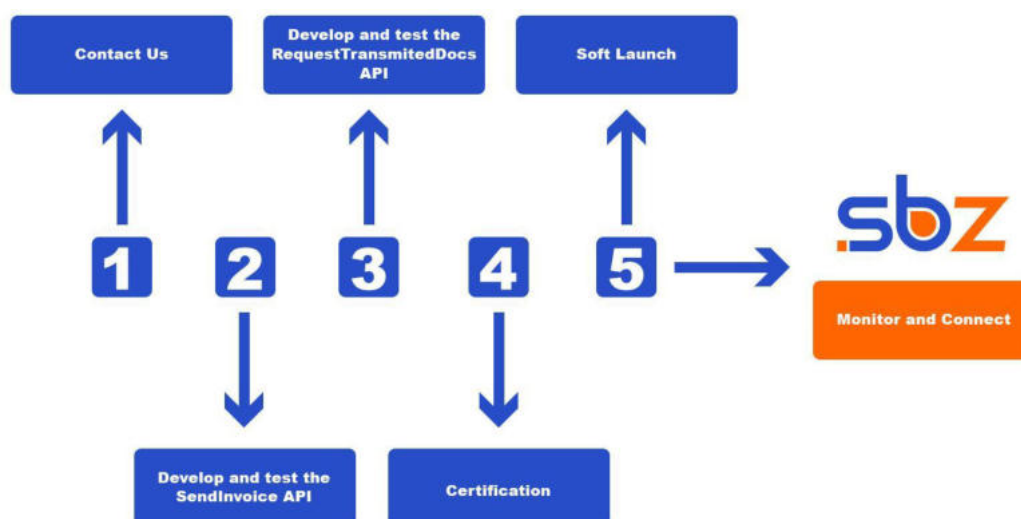 Contact Us
Develop and test the
RequestTransmitedDocs
API
Soft Launch
1
2
3
4
5
.sbz
Monitor and Connect
Develop and test the
SendInvoice API
Certification